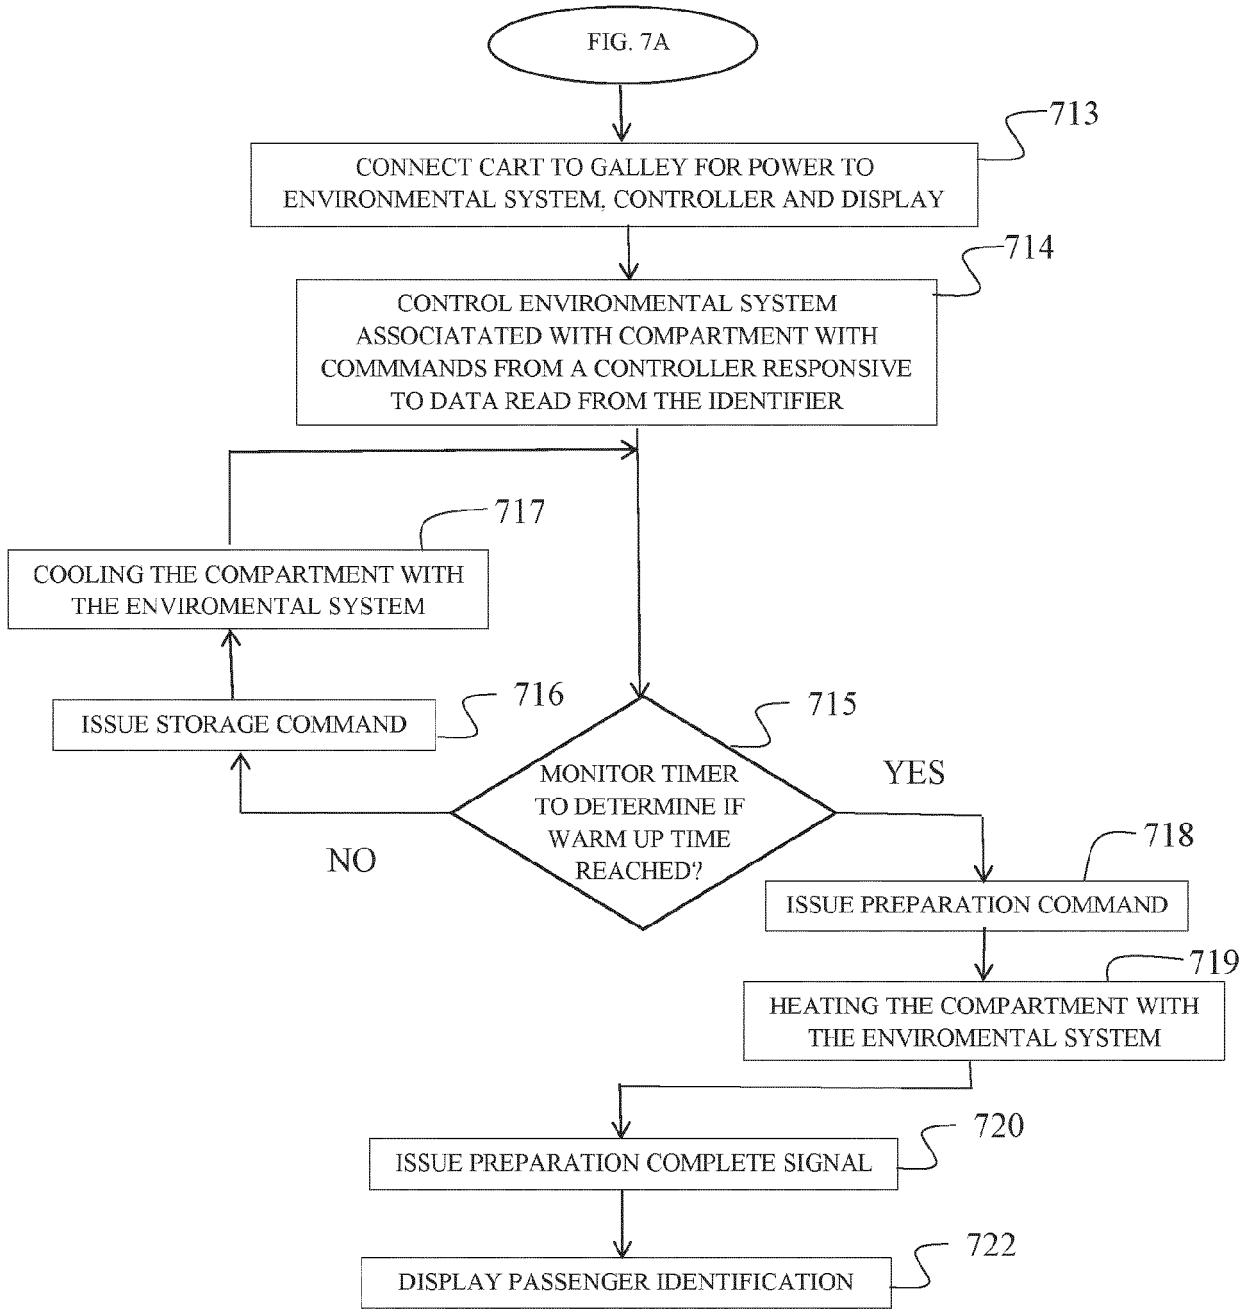 FIG. 7A
713
CONNECT CART TO GALLEY FOR POWER TO
ENVIRONMENTAL SYSTEM, CONTROLLER AND DISPLAY
714
CONTROL ENVIRONMENTAL SYSTEM
ASSOCIATATED WITH COMPARTMENT WITH
COMMMANDS FROM A CONTROLLER RESPONSIVE
TO DATA READ FROM THE IDENTIFIER
717
COOLING THE COMPARTMENT WITH
THE ENVIROMENTAL SYSTEM
716
ISSUE STORAGE COMMAND
715
MONITOR TIMER
TO DETERMINE IF
WARM UP TIME
REACHED?
YES
NO
718
ISSUE PREPARATION COMMAND
719
HEATING THE COMPARTMENT WITH
THE ENVIROMENTAL SYSTEM
720
ISSUE PREPARATION COMPLETE SIGNAL
722
DISPLAY PASSENGER IDENTIFICATION